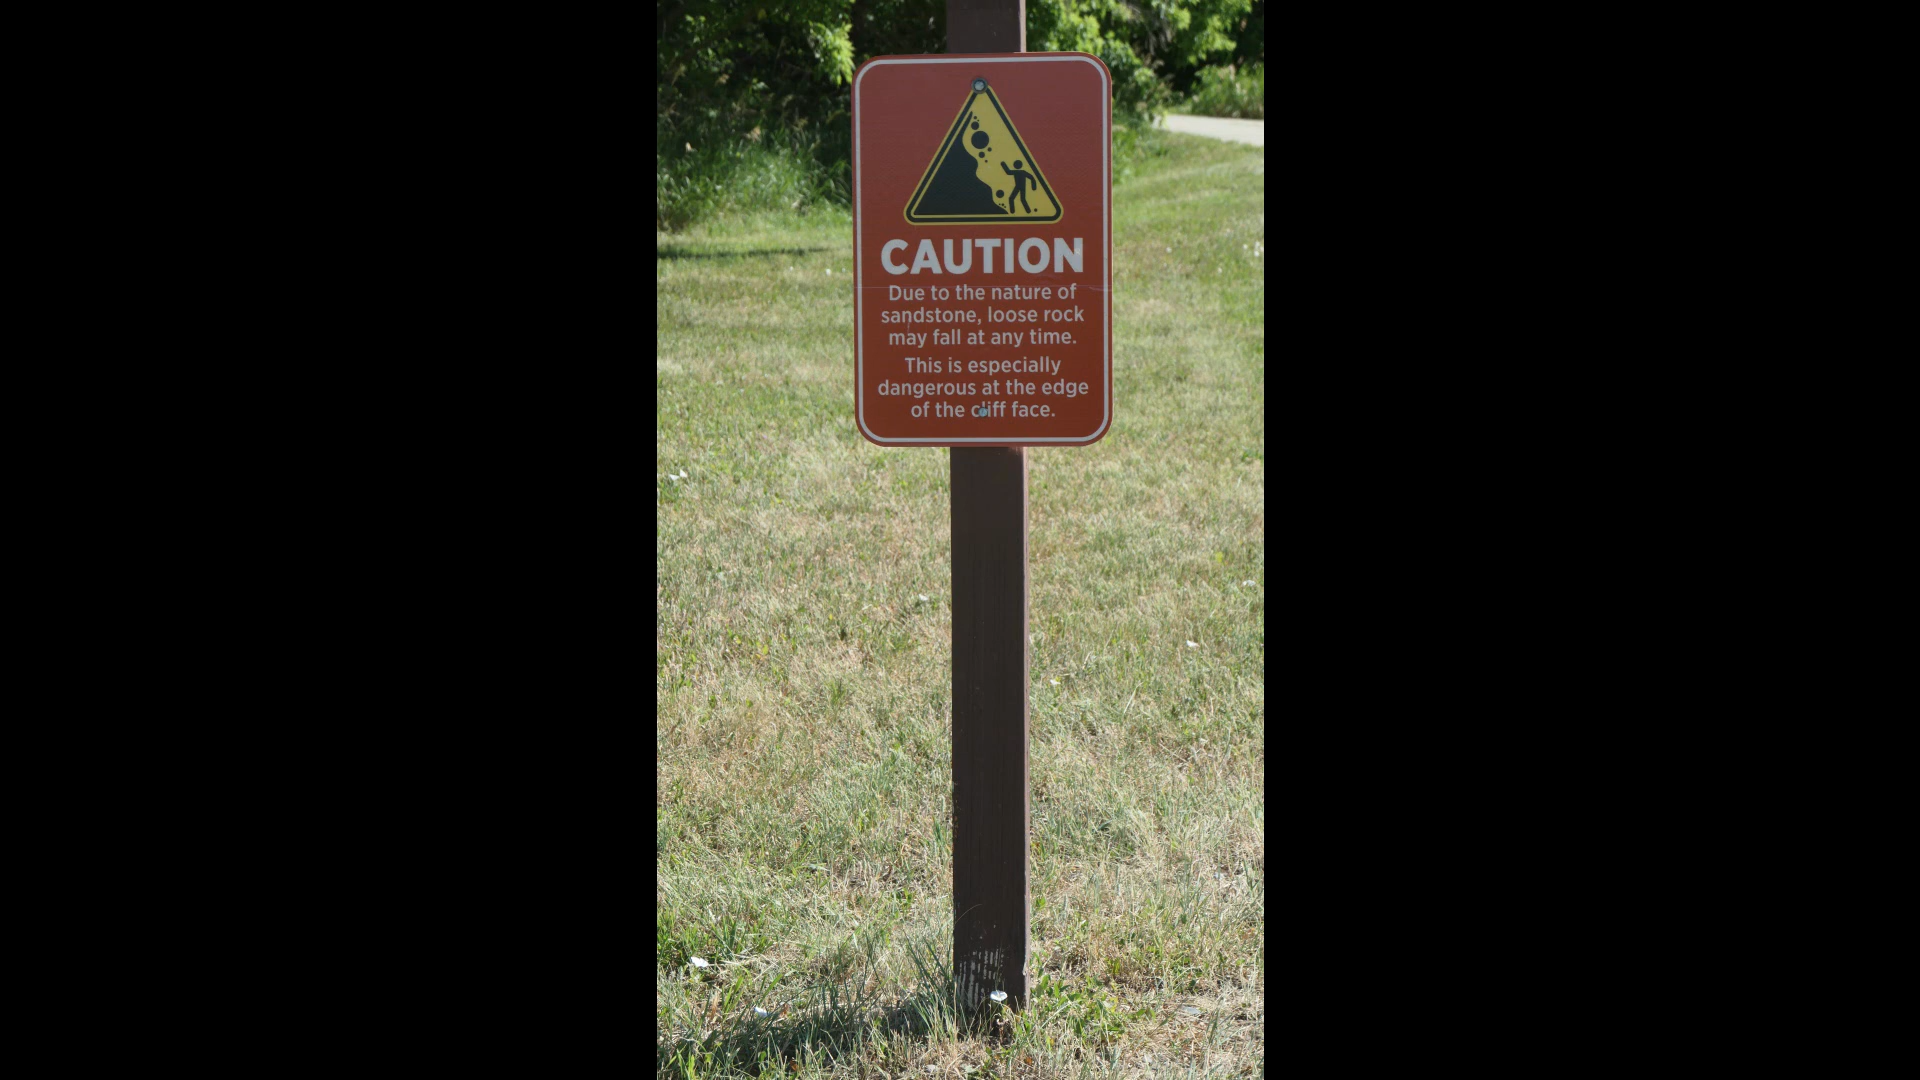 CAUTION
Due to the nature of
sandstone, loose rock
may fall at any time.
This is especially
dangerous at the edge
of the cliff face.